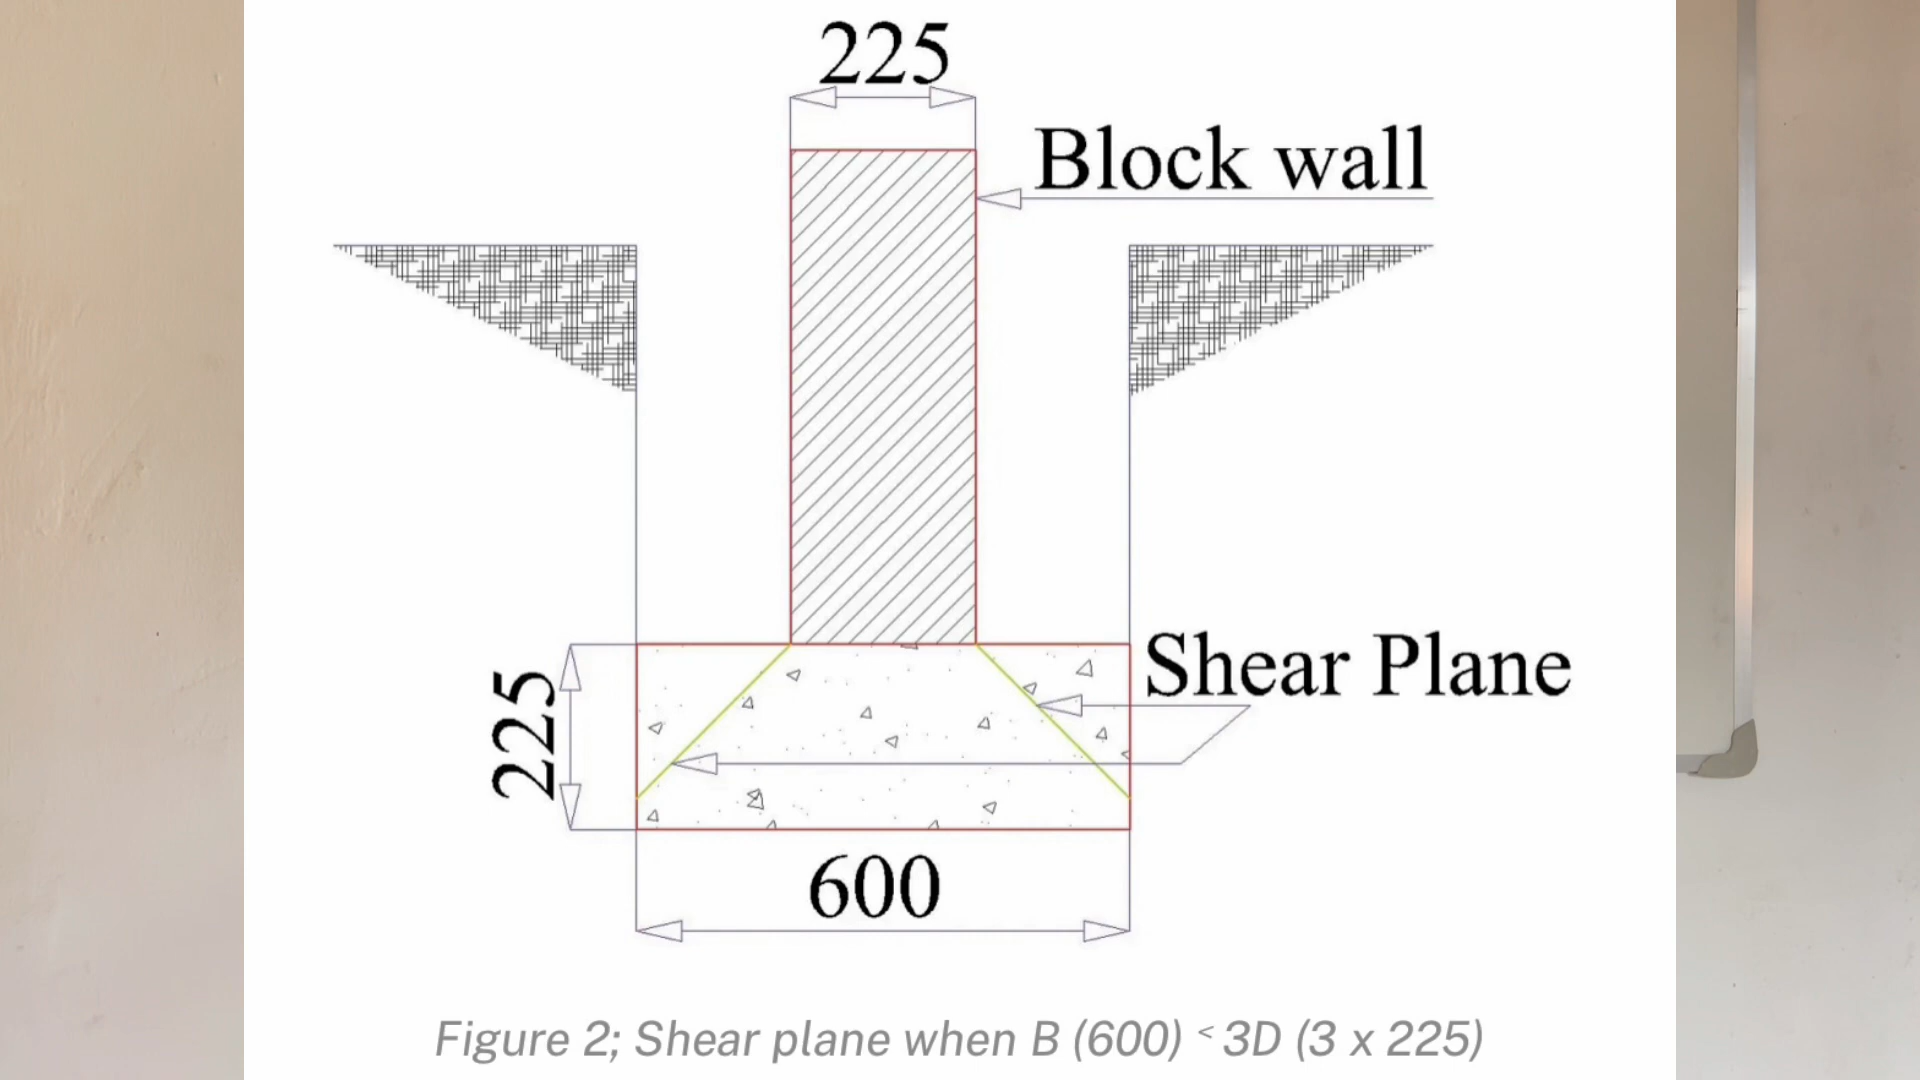 225
Block wall
Shear Plane
225
600
Figure 2; Shear plane when B (600) < 3D (3 x 225)